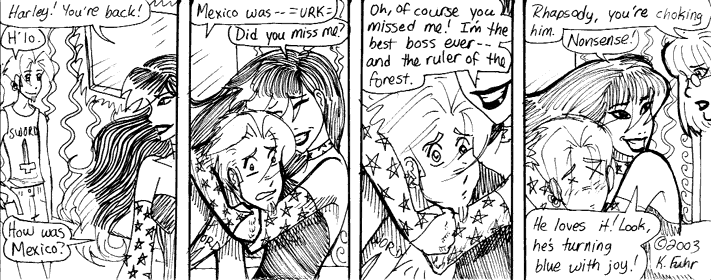 Harley! You're back!
H'lo.
SWORD
How was
Mexico?
Mexico was -- =URK=
Did you miss me?
Oh, of course you
missed me! I'm the
best boss ever---
and the ruler of the
forest.
Rhapsody, you're choking
him.
Nonsense!
He loves it! Look,
he's turning
blue with joy!
©2003
K. Fuhr